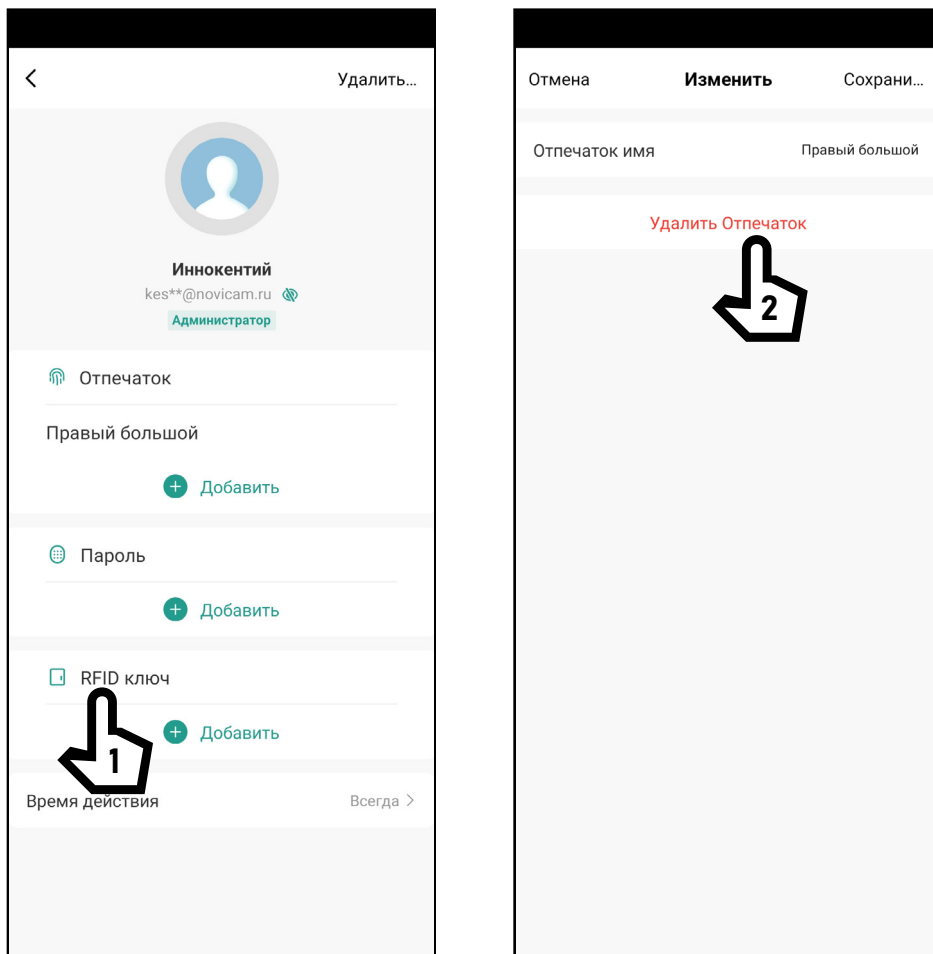 Удалить...
Иннокентий
kes**@novicam.ru
Администратор
Отпечаток
Правый большой
+ Добавить
Пароль
+ Добавить
RFID ключ
+ Добавить
1
Время действия
Всегда >
Отмена
Изменить
Сохрани...
Отпечаток имя
Правый большой
Удалить Отпечаток
2